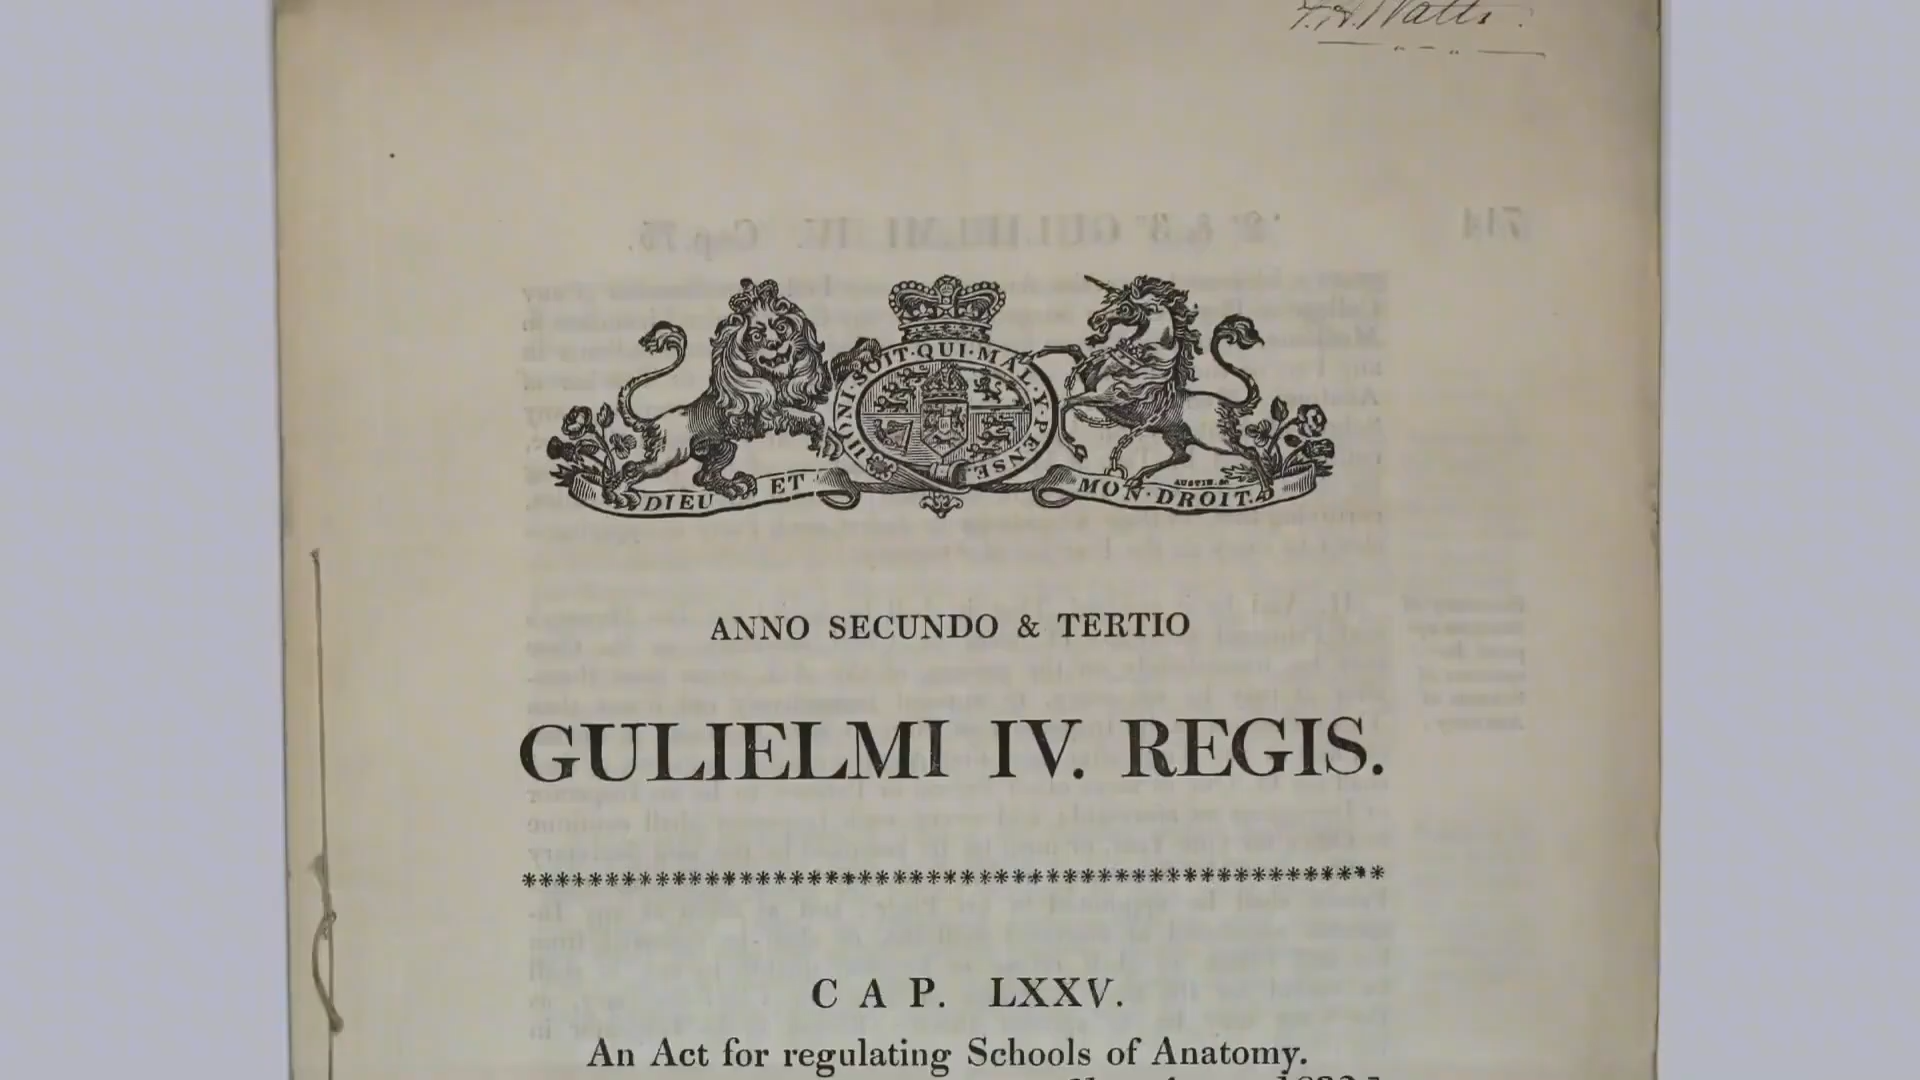 F. A. Watts.
HONI·SOIT·QUI·MAL·Y·PENSE
DIEU ET MON·DROIT.
ANNO SECUNDO & TERTIO
GULIELMI IV. REGIS.
****************************************************
C A P. LXXV.
An Act for regulating Schools of Anatomy.